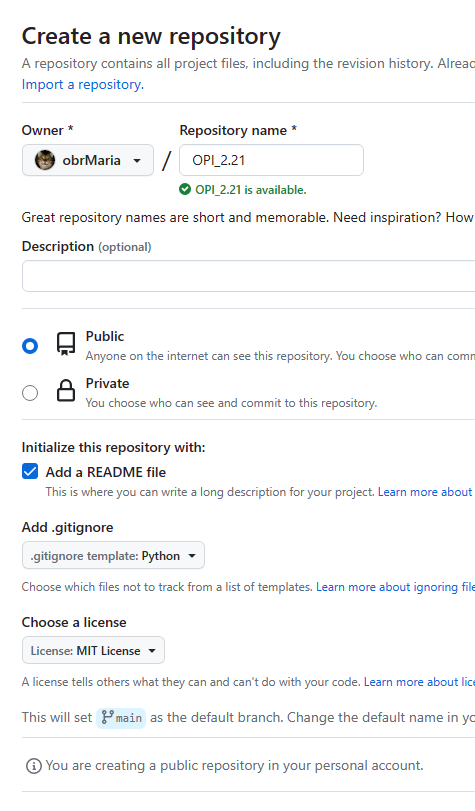 Create a new repository
A repository contains all project files, including the revision history.
Import a repository.
Owner * Repository name *
obrMaria / OPI_2.21
OPI_2.21 is available.
Great repository names are short and memorable. Need inspiration? How
Description (optional)
Public
Anyone on the internet can see this repository. You choose who can
Private
You choose who can see and commit to this repository.
Initialize this repository with:
Add a README file
This is where you can write a long description for your project. Learn more about
Add .gitignore
.gitignore template: Python
Choose which files not to track from a list of templates. Learn more about ignoring
Choose a license
License: MIT License
A license tells others what they can and can't do with your code. Learn more about
This will set main as the default branch. Change the default name in
You are creating a public repository in your personal account.